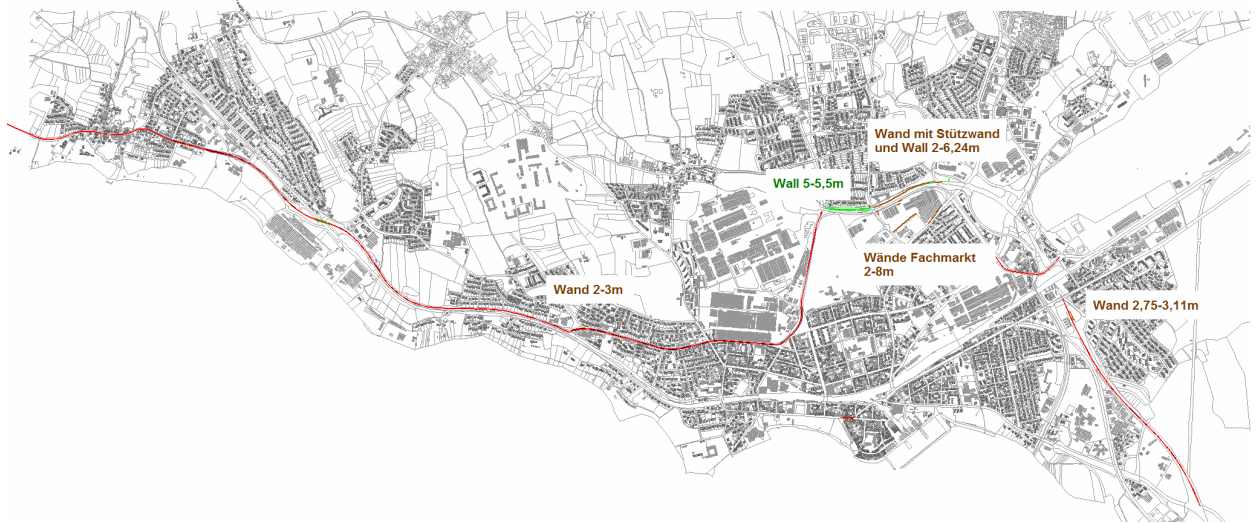 Wand mit Stützwand
und Wall 2-6,24m
Wall 5-5,5m
Wände Fachmarkt
2-8m
Wand 2-3m
Wand 2,75-3,11m